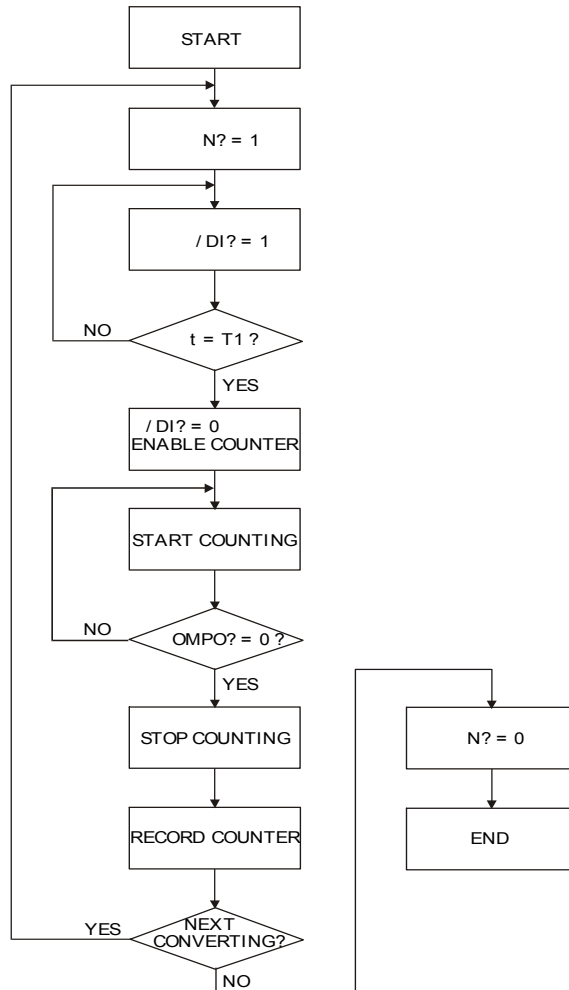 START
N? = 1
/ DI? = 1
NO
t = T1 ?
YES
/ DI? = 0
ENABLE COUNTER
START COUNTING
NO
OMPO? = 0 ?
YES
STOP COUNTING
RECORD COUNTER
YES
NEXT
CONVERTING?
NO
N? = 0
END